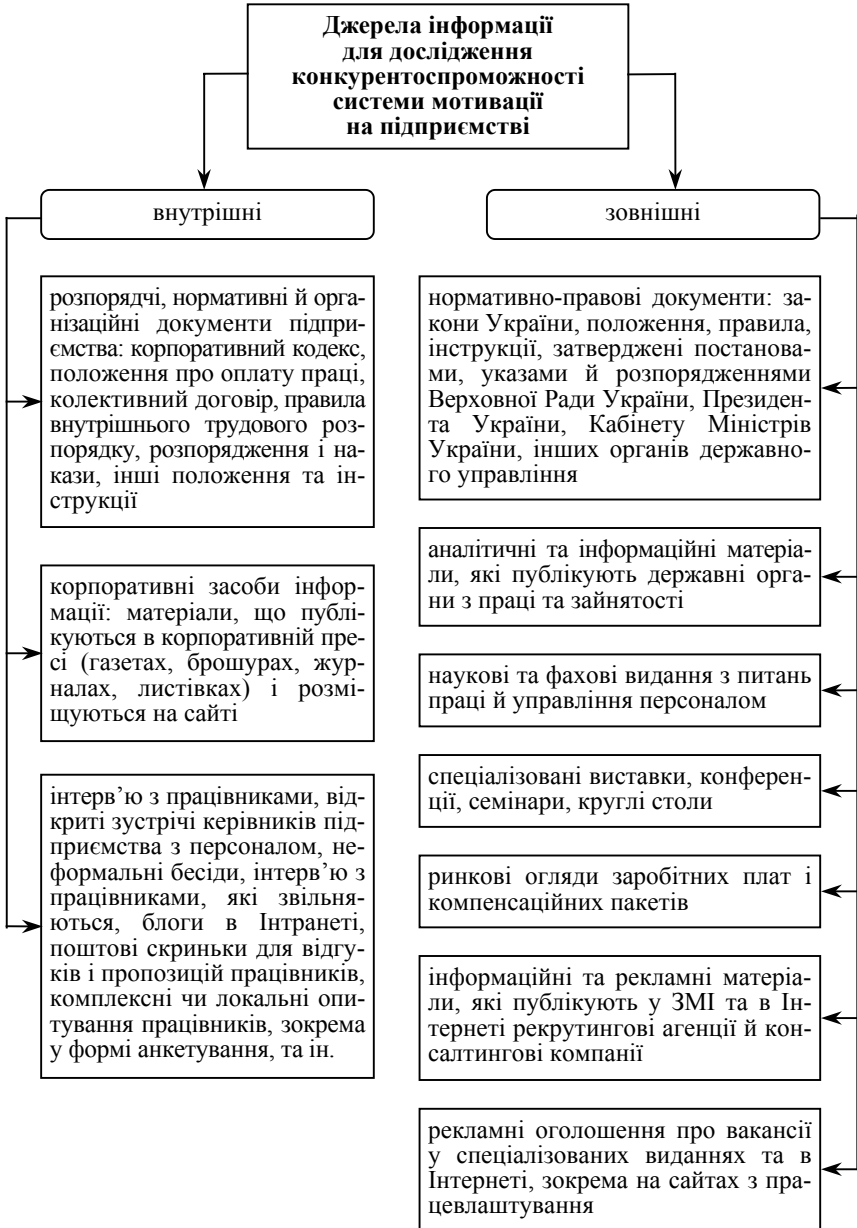 Джерела інформації
для дослідження
конкурентоспроможності
системи мотивації
на підприємстві
внутрішні
розпорядчі, нормативні й орга-
нізаційні документи підпри-
ємства: корпоративний кодекс,
положення про оплату праці,
колективний договір, правила
внутрішнього трудового роз-
порядку, розпорядження і на-
кази, інші положення та ін-
струкції
корпоративні засоби інфор-
мації: матеріали, що публі-
куються в корпоративній пре-
сі (газетах, брошурах, жур-
налах, листівках) і розмі-
щуються на сайті
інтерв’ю з працівниками, від-
криті зустрічі керівників під-
приємства з персоналом, не-
формальні бесіди, інтерв’ю з
працівниками, які звільня-
ються, блоги в Інтранеті,
поштові скриньки для відгу-
ків і пропозицій працівників,
комплексні чи локальні опи-
тування працівників, зокрема
у формі анкетування, та ін.
зовнішні
нормативно-правові документи: за-
кони України, положення, правила,
інструкції, затверджені постанова-
ми, указами й розпорядженнями
Верховної Ради України, Президен-
та України, Кабінету Міністрів
України, інших органів державно-
го управління
аналітичні та інформаційні матеріа-
ли, які публікують державні орга-
ни з праці та зайнятості
наукові та фахові видання з питань
праці й управління персоналом
спеціалізовані виставки, конферен-
ції, семінари, круглі столи
ринкові огляди заробітних плат і
компенсаційних пакетів
інформаційні та рекламні матеріа-
ли, які публікують у ЗМІ та в Ін-
тернеті рекрутингові агенції й кон-
салтингові компанії
рекламні оголошення про вакансії
у спеціалізованих виданнях та в
Інтернеті, зокрема на сайтах з пра-
цевлаштування